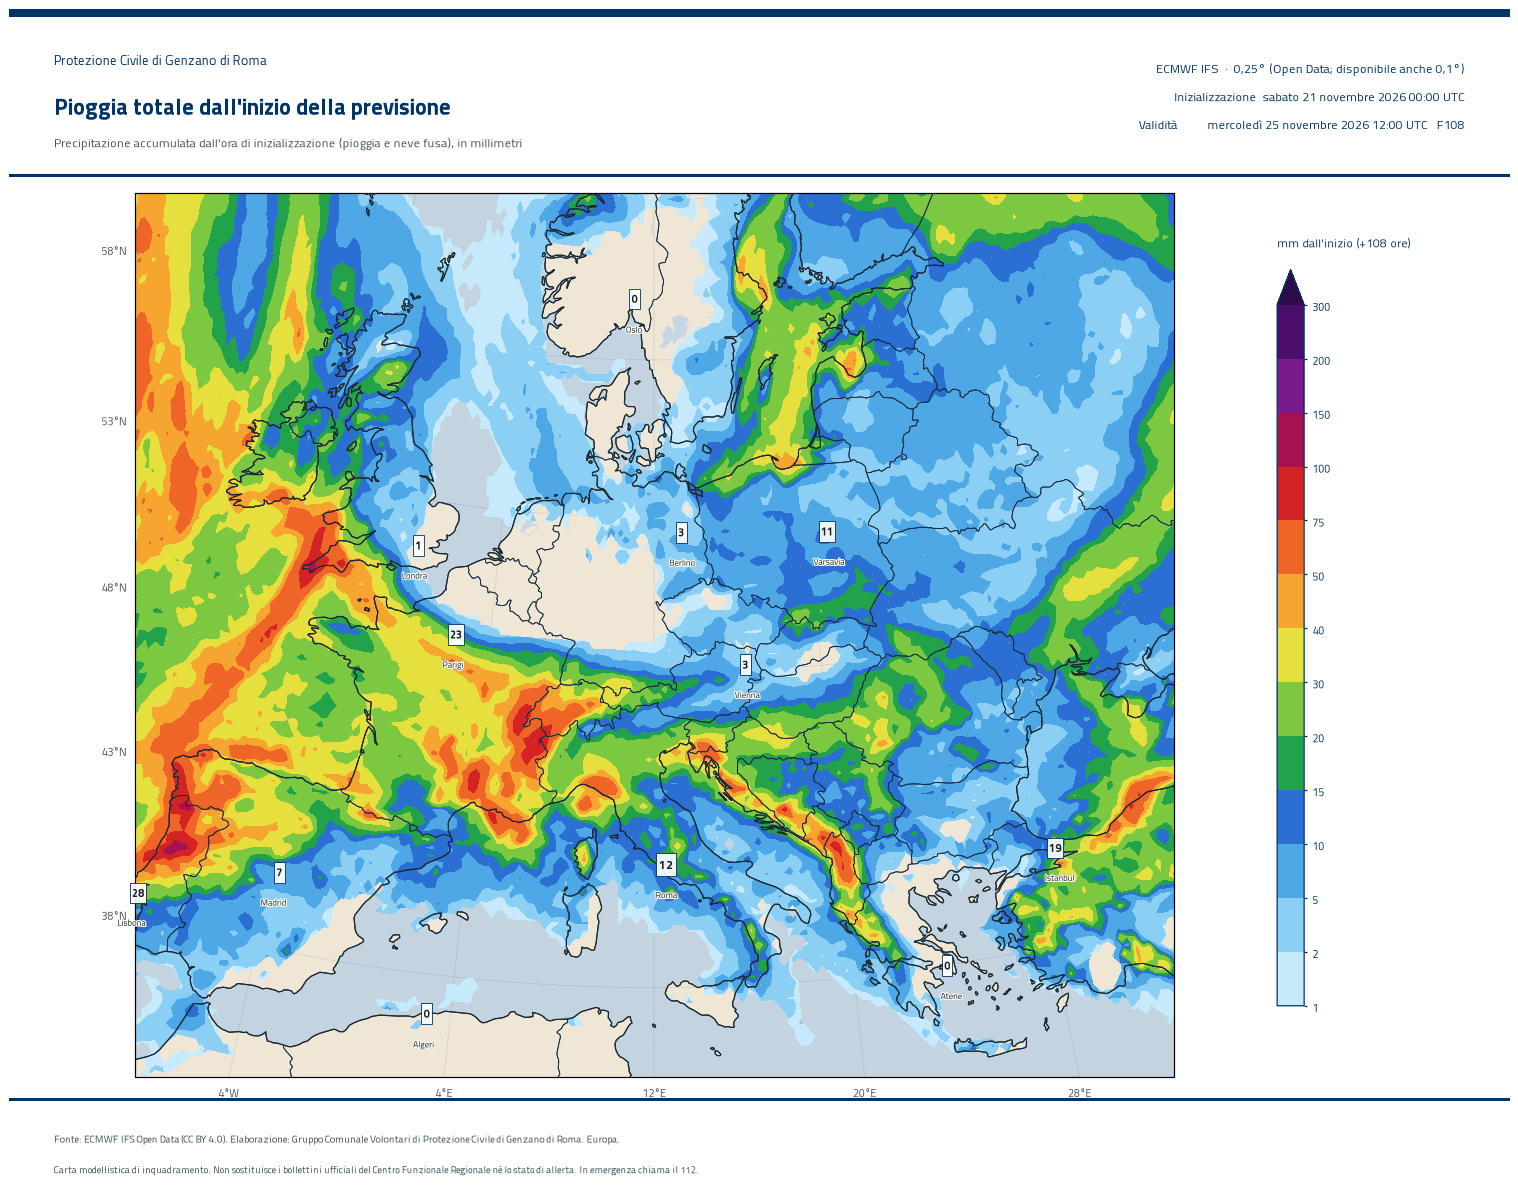 Protezione Civile di Genzano di Roma
Pioggia totale dall'inizio della previsione
Precipitazione accumulata dall'ora di inizializzazione (pioggia e neve fusa), in millimetri
ECMWF IFS · 0,25° (Open Data; disponibile anche 0,1°)
Inizializzazione sabato 21 novembre 2026 00:00 UTC
Validità mercoledì 25 novembre 2026 12:00 UTC F108
mm dall'inizio (+108 ore)
300
200
150
100
75
50
40
30
20
15
10
5
2
1
58°N
53°N
48°N
43°N
38°N
4°W
4°E
12°E
20°E
28°E
0
Oslo
1
Londra
3
Berlino
11
Varsavia
23
Parigi
3
Vienna
7
Madrid
28
Lisbona
12
Roma
19
Istanbul
0
Atene
0
Algeri
Fonte: ECMWF IFS Open Data (CC BY 4.0). Elaborazione: Gruppo Comunale Volontari di Protezione Civile di Genzano di Roma. Europa.
Carta modellistica di inquadramento. Non sostituisce i bollettini ufficiali del Centro Funzionale Regionale né lo stato di allerta. In emergenza chiama il 112.